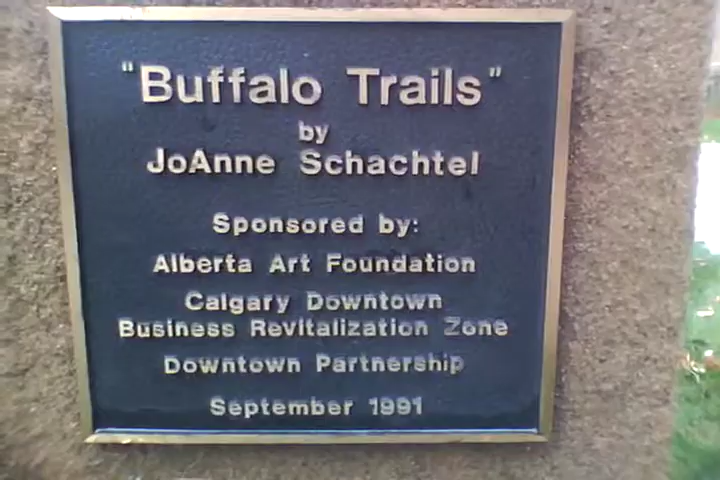 "Buffalo Trails"
by
JoAnne Schachtel
Sponsored by:
Alberta Art Foundation
Calgary Downtown
Business Revitalization Zone
Downtown Partnership
September 1991